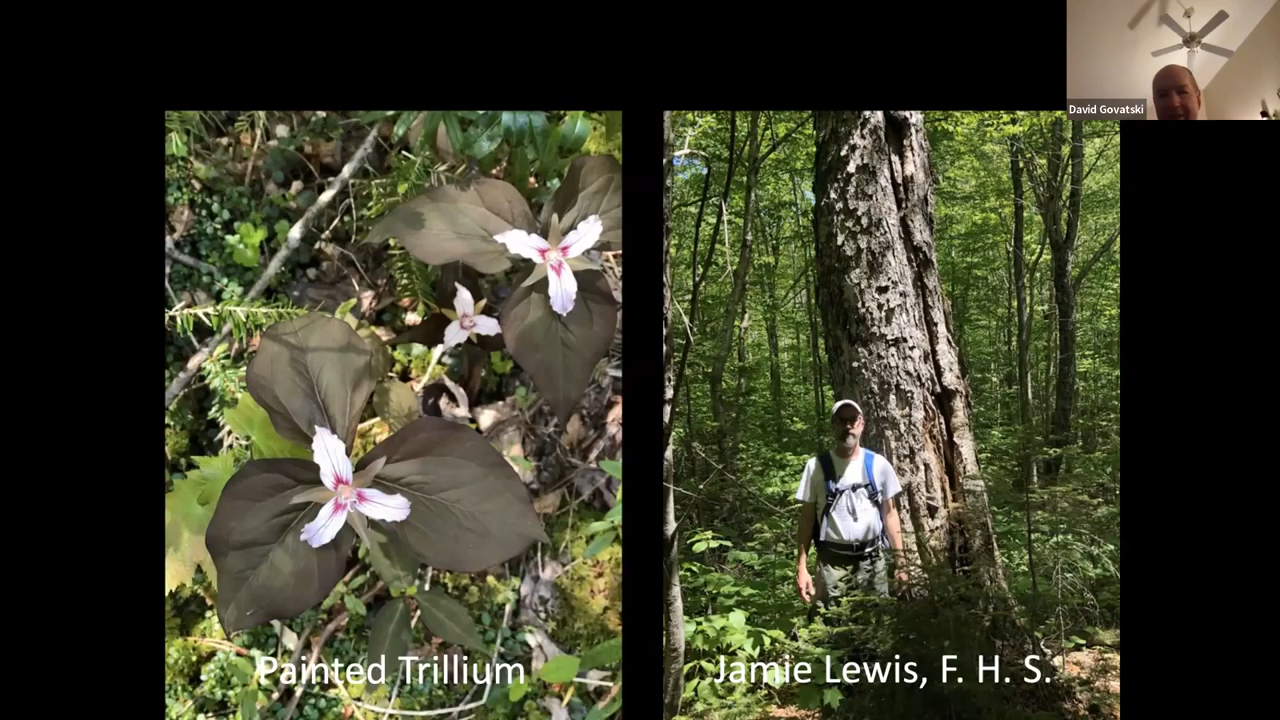 David Govatski
Painted Trillium
Jamie Lewis, F. H. S.